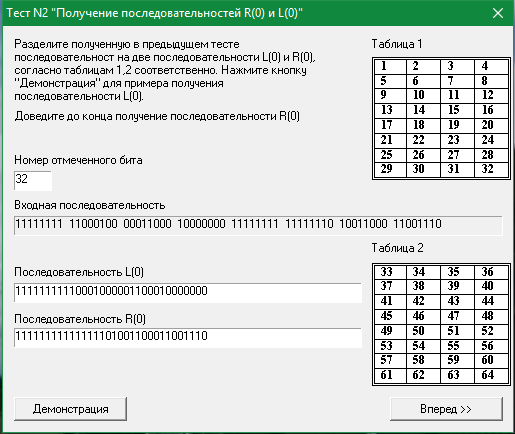 Тест N2 "Получение последовательностей R(0) и L(0)"
Разделите полученную в предыдущем тесте
последовательност на две последовательности L(0) и R(0),
согласно таблицам 1,2 соответственно. Нажмите кнопку
"Демонстрация" для примера получения
последовательности L(0).
Доведите до конца получение последовательности R(0)
Таблица 1
1 2 3 4
5 6 7 8
9 10 11 12
13 14 15 16
17 18 19 20
21 22 23 24
25 26 27 28
29 30 31 32
Номер отмеченного бита
32
Входная последовательность
11111111 11000100 00011000 10000000 11111111 11111110 10011000 11001110
Последовательность L(0)
11111111110001000001100010000000
Последовательность R(0)
11111111111111101001100011001110
Таблица 2
33 34 35 36
37 38 39 40
41 42 43 44
45 46 47 48
49 50 51 52
53 54 55 56
57 58 59 60
61 62 63 64
Демонстрация
Вперед >>